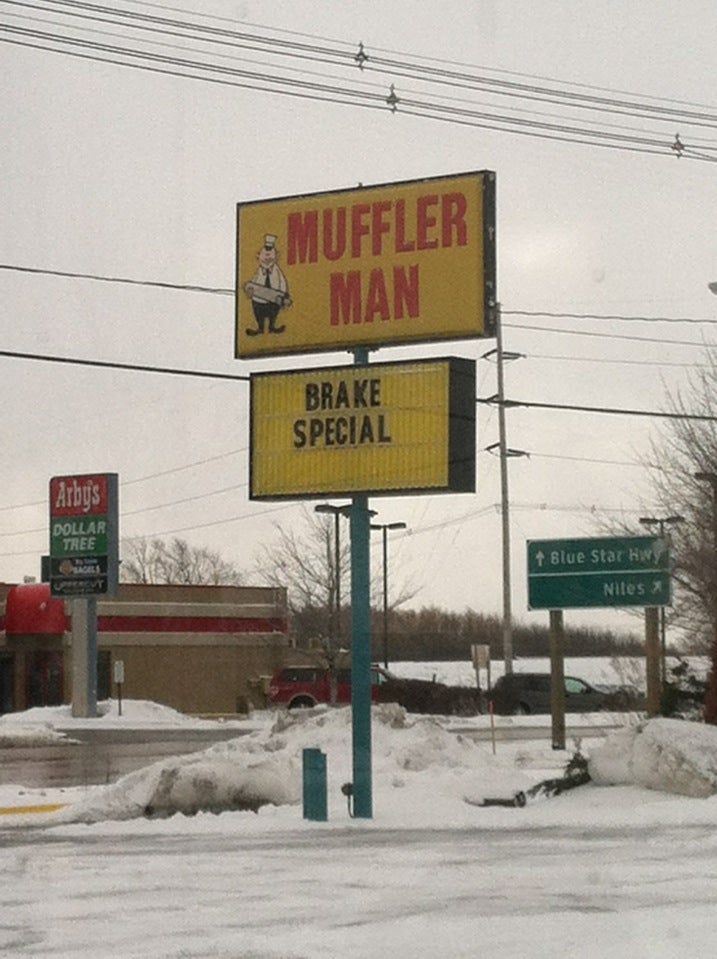 MUFFLER
MAN
BRAKE
SPECIAL
Arby's
DOLLAR
TREE
BAGELS
UPPERCUT
↑ Blue Star Hwy
Niles ↗